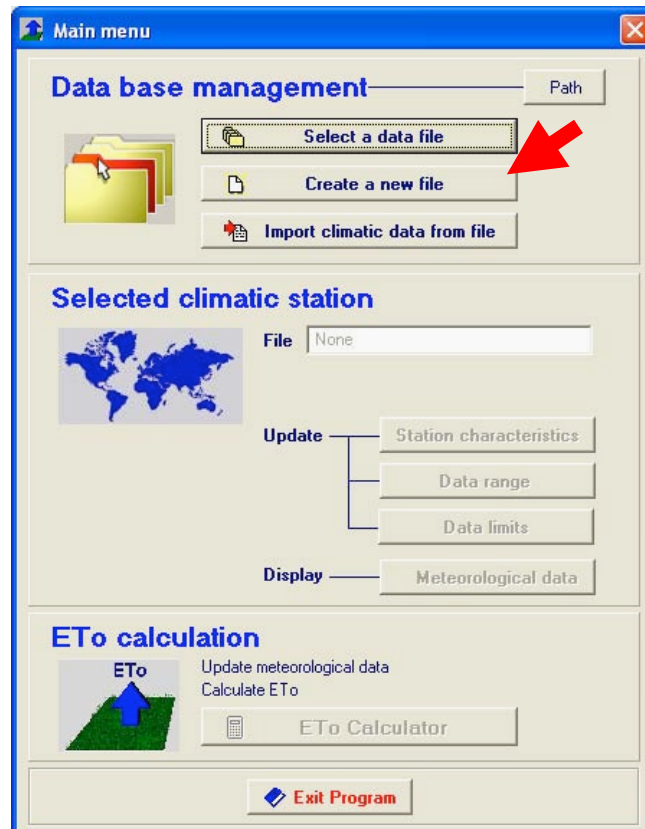 Main menu
Data base management
Path
Select a data file
Create a new file
Import climatic data from file
Selected climatic station
File None
Update Station characteristics
Data range
Data limits
Display Meteorological data
ETo calculation
ETo
Update meteorological data
Calculate ETo
ETo Calculator
Exit Program